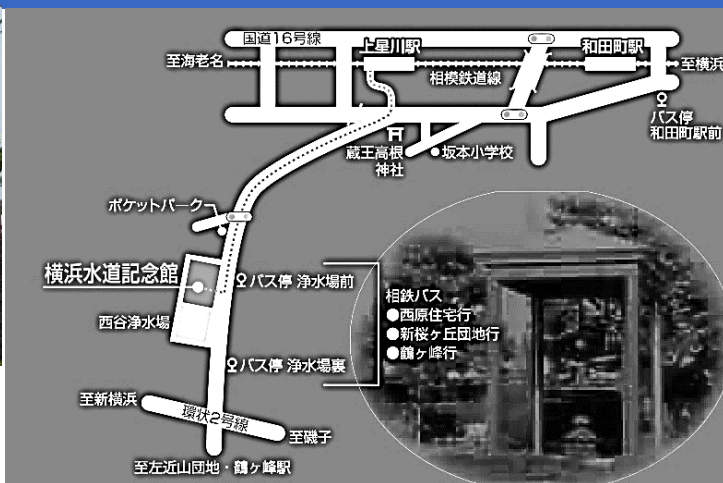 国道16号線
上星川駅
和田町駅
至海老名
相模鉄道線
至横浜
バス停
和田町駅前
蔵王高根
神社
坂本小学校
ポケットパーク
横浜水道記念館
バス停 浄水場前
西谷浄水場
相鉄バス
●西原住宅行
●新桜ヶ丘団地行
●鶴ヶ峰行
バス停 浄水場裏
至新横浜
環状2号線
至磯子
至左近山団地・鶴ヶ峰駅